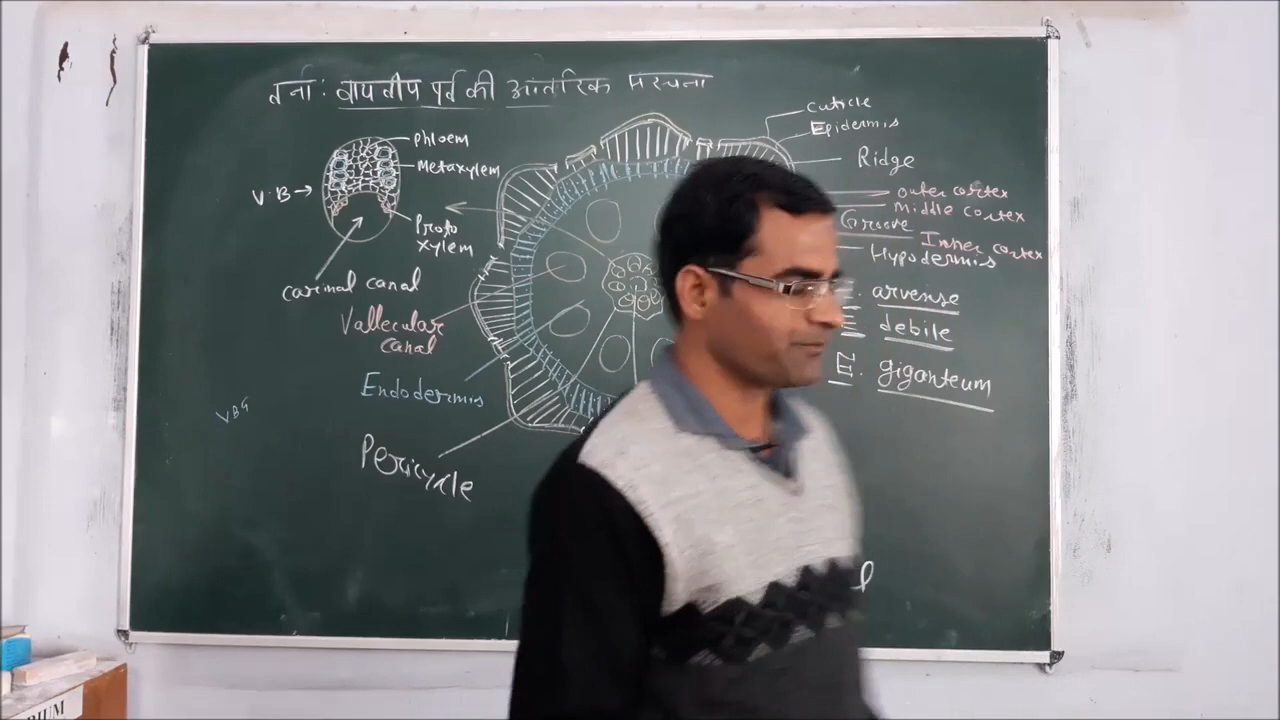 तना: वायवीय पर्व की आंतरिक संरचना
Phloem
Metaxylem
V.B →
Proto
xylem
carinal canal
Vallecular
canal
Endodermis
VBG
Pericycle
cuticle
Epidermis
Ridge
outer cortex
Middle cortex
Groove
Inner cortex
Hypodermis
E. arvense
E debile
E. giganteum